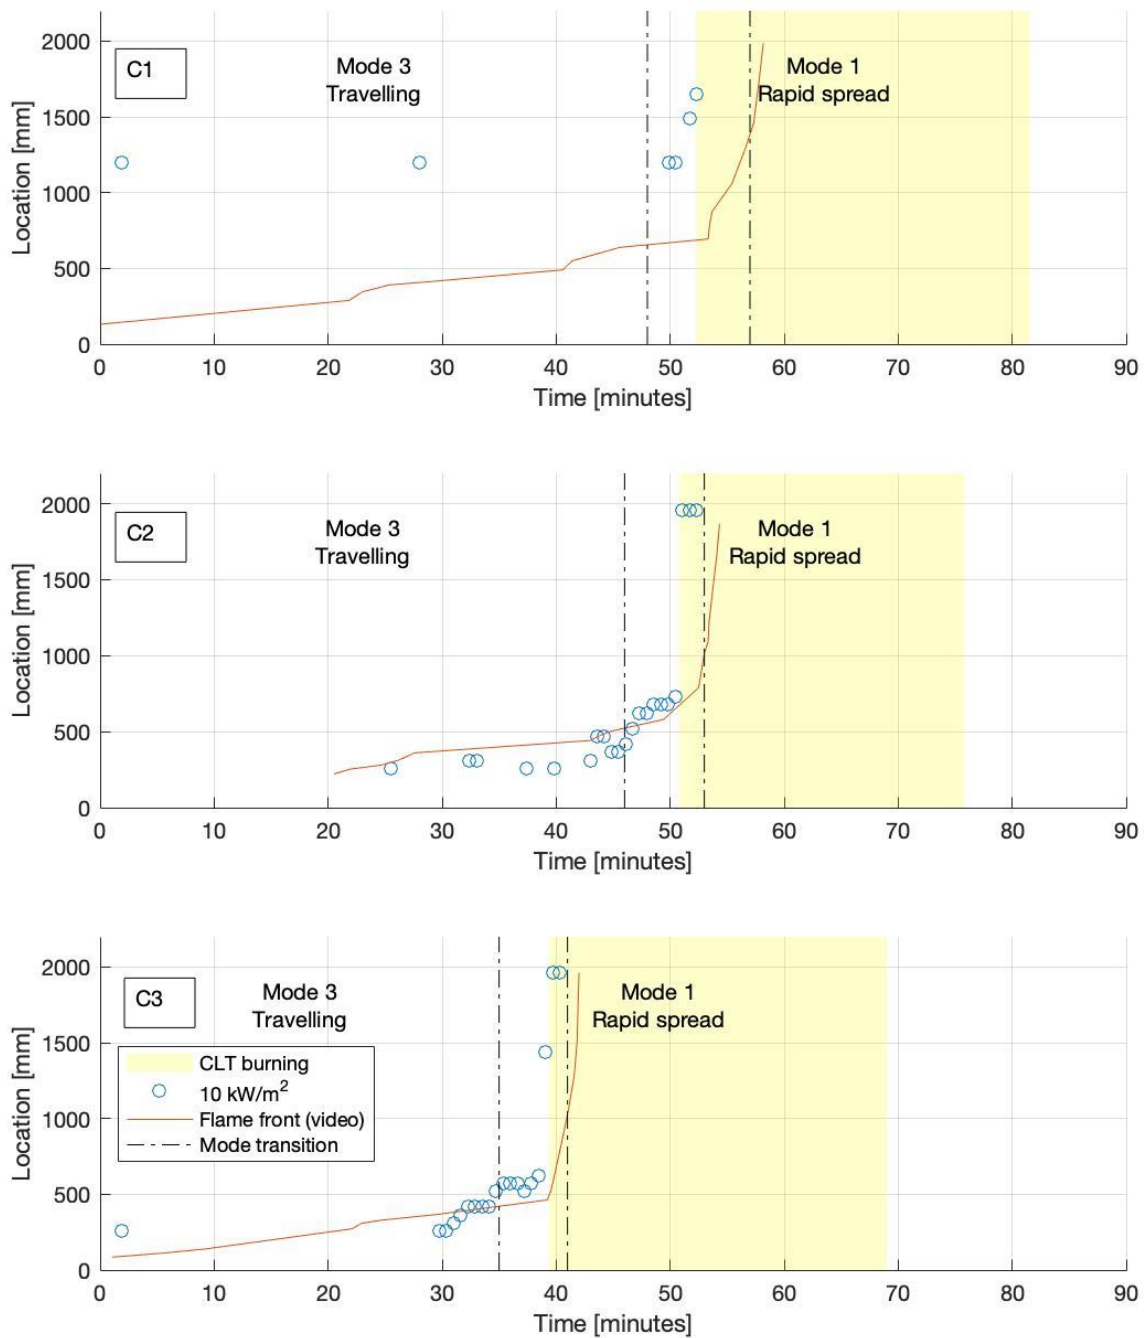 C1
Mode 3
Travelling
Mode 1
Rapid spread
2000
1500
1000
500
0
Location [mm]
0 10 20 30 40 50 60 70 80 90
Time [minutes]
C2
Mode 3
Travelling
Mode 1
Rapid spread
2000
1500
1000
500
0
Location [mm]
0 10 20 30 40 50 60 70 80 90
Time [minutes]
C3
Mode 3
Travelling
Mode 1
Rapid spread
CLT burning
10 kW/m²
Flame front (video)
Mode transition
2000
1500
1000
500
0
Location [mm]
0 10 20 30 40 50 60 70 80 90
Time [minutes]